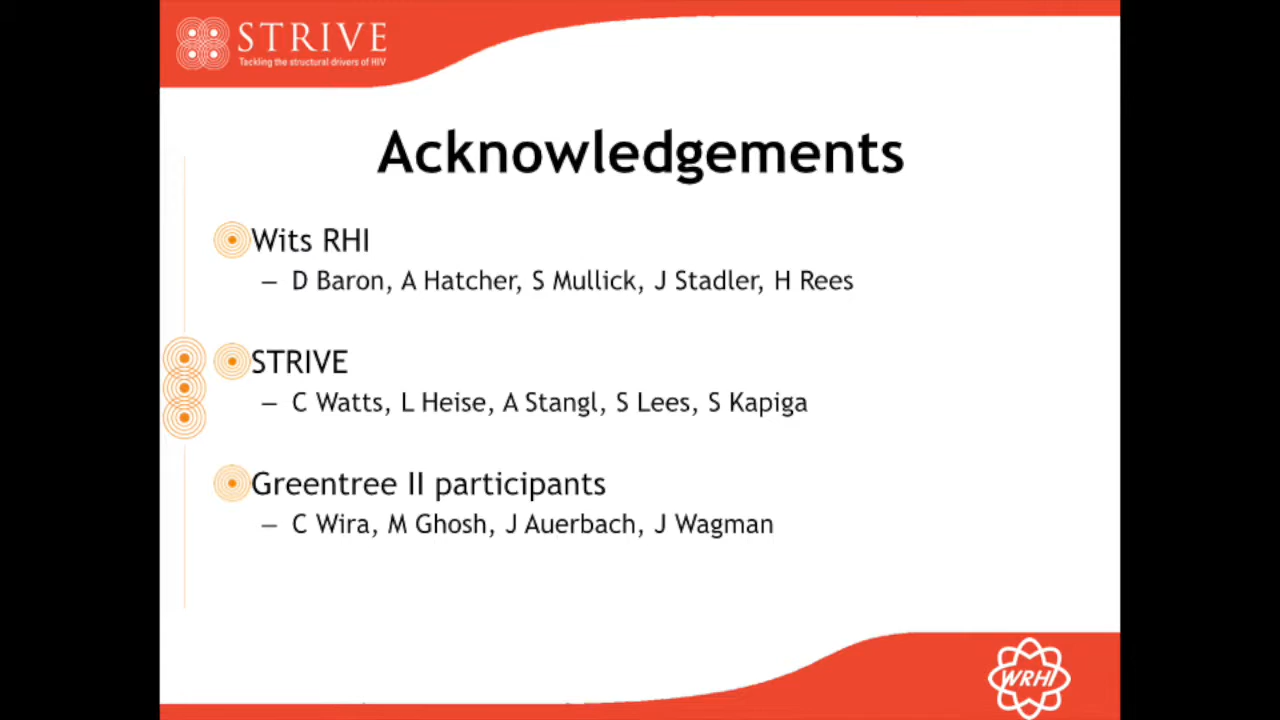 STRIVE
Tackling the structural drivers of HIV
Acknowledgements
Wits RHI
– D Baron, A Hatcher, S Mullick, J Stadler, H Rees
STRIVE
– C Watts, L Heise, A Stangl, S Lees, S Kapiga
Greentree II participants
– C Wira, M Ghosh, J Auerbach, J Wagman
WRHI